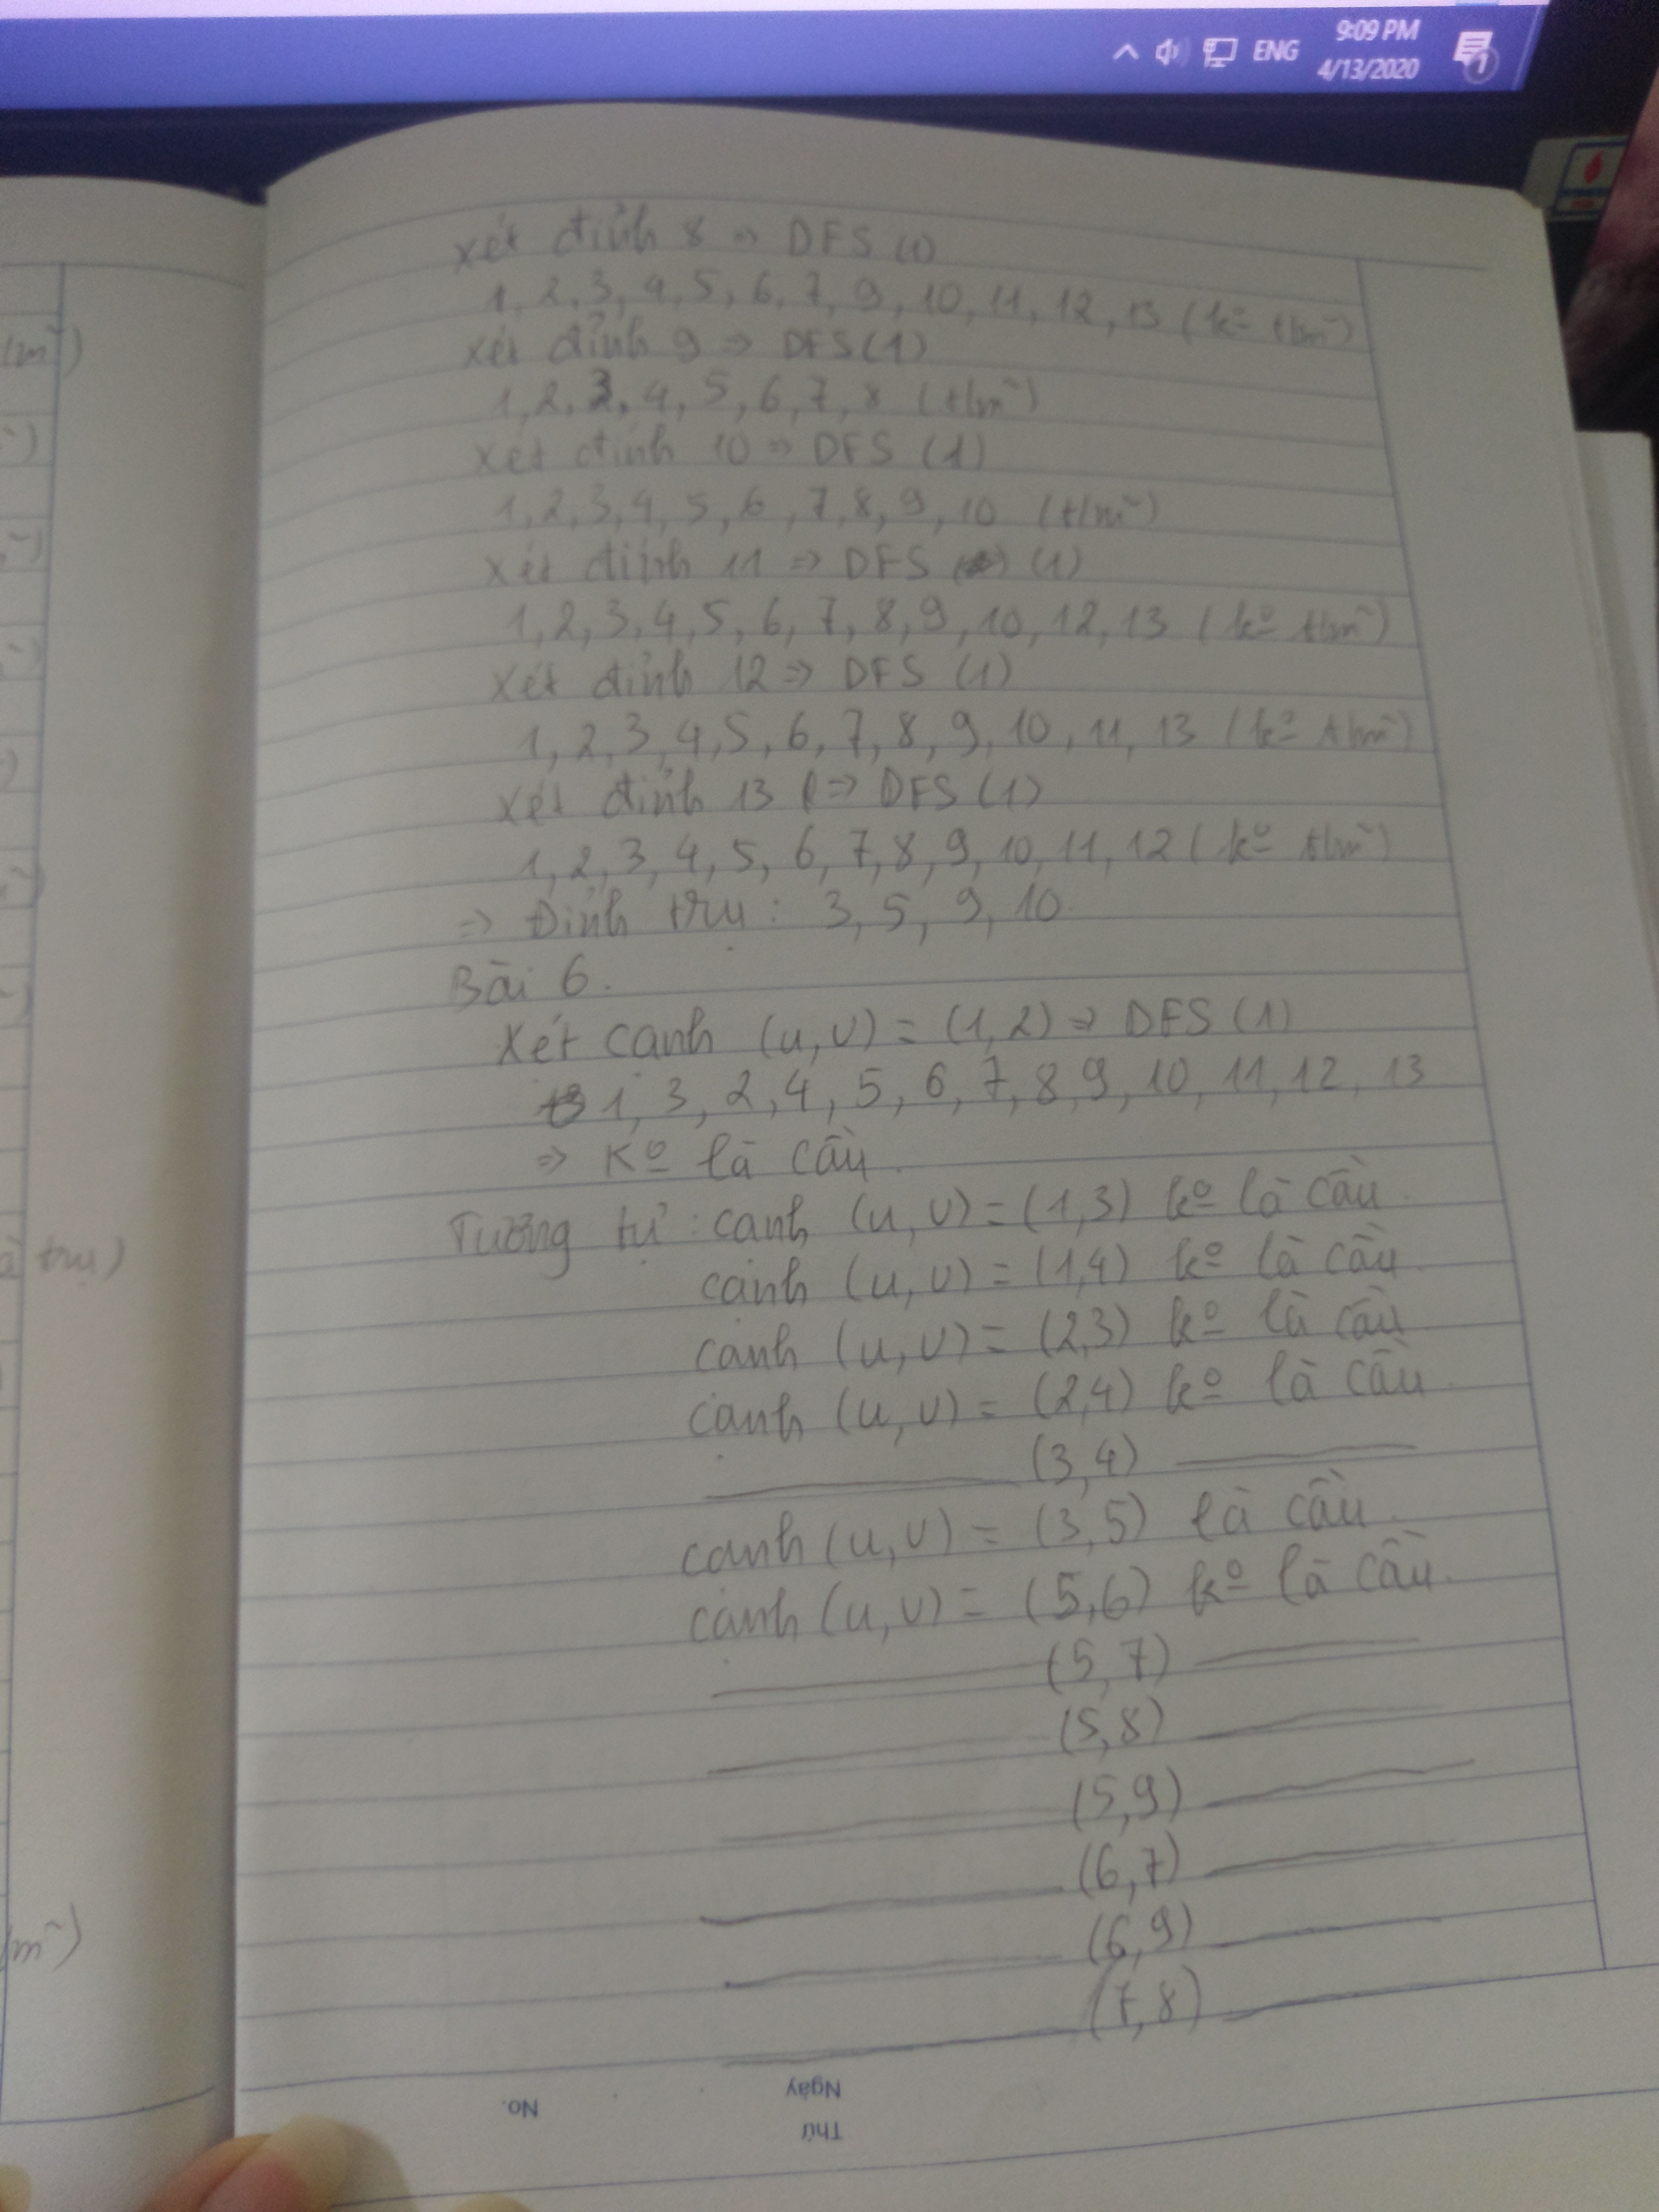 9:09 PM
ENG
4/13/2020
1
Xét đỉnh 8 => DFS (1)
1, 2, 3, 4, 5, 6, 7, 9, 10, 11, 12, 13 (kº t/m~)
Xét đỉnh 9 => DFS (1)
1, 2, 3, 4, 5, 6, 7, 8 (t/m~)
Xét đỉnh 10 => DFS (1)
1, 2, 3, 4, 5, 6, 7, 8, 9, 10 (t/m~)
Xét đỉnh 11 => DFS (1)
1, 2, 3, 4, 5, 6, 7, 8, 9, 10, 12, 13 (kº t/m~)
Xét đỉnh 12 => DFS (1)
1, 2, 3, 4, 5, 6, 7, 8, 9, 10, 11, 13 (kº t/m~)
Xét đỉnh 13 => DFS (1)
1, 2, 3, 4, 5, 6, 7, 8, 9, 10, 11, 12 (kº t/m~)
=> Đỉnh trụ: 3, 5, 9, 10.
Bài 6.
Xét cạnh (u, v) = (1, 2) => DFS (1)
1, 3, 2, 4, 5, 6, 7, 8, 9, 10, 11, 12, 13
=> Kº là cầu.
Tương tự: cạnh (u, v) = (1, 3) kº là cầu.
cạnh (u, v) = (1, 4) kº là cầu
cạnh (u, v) = (2, 3) kº là cầu
cạnh (u, v) = (2, 4) kº là cầu.
(3, 4)
cạnh (u, v) = (3, 5) là cầu.
cạnh (u, v) = (5, 6) kº là cầu.
(5, 7)
(5, 8)
(5, 9)
(6, 7)
(6, 9)
(7, 8)
No.
Ngày
Thứ
/m~)
à trụ)
/m~)